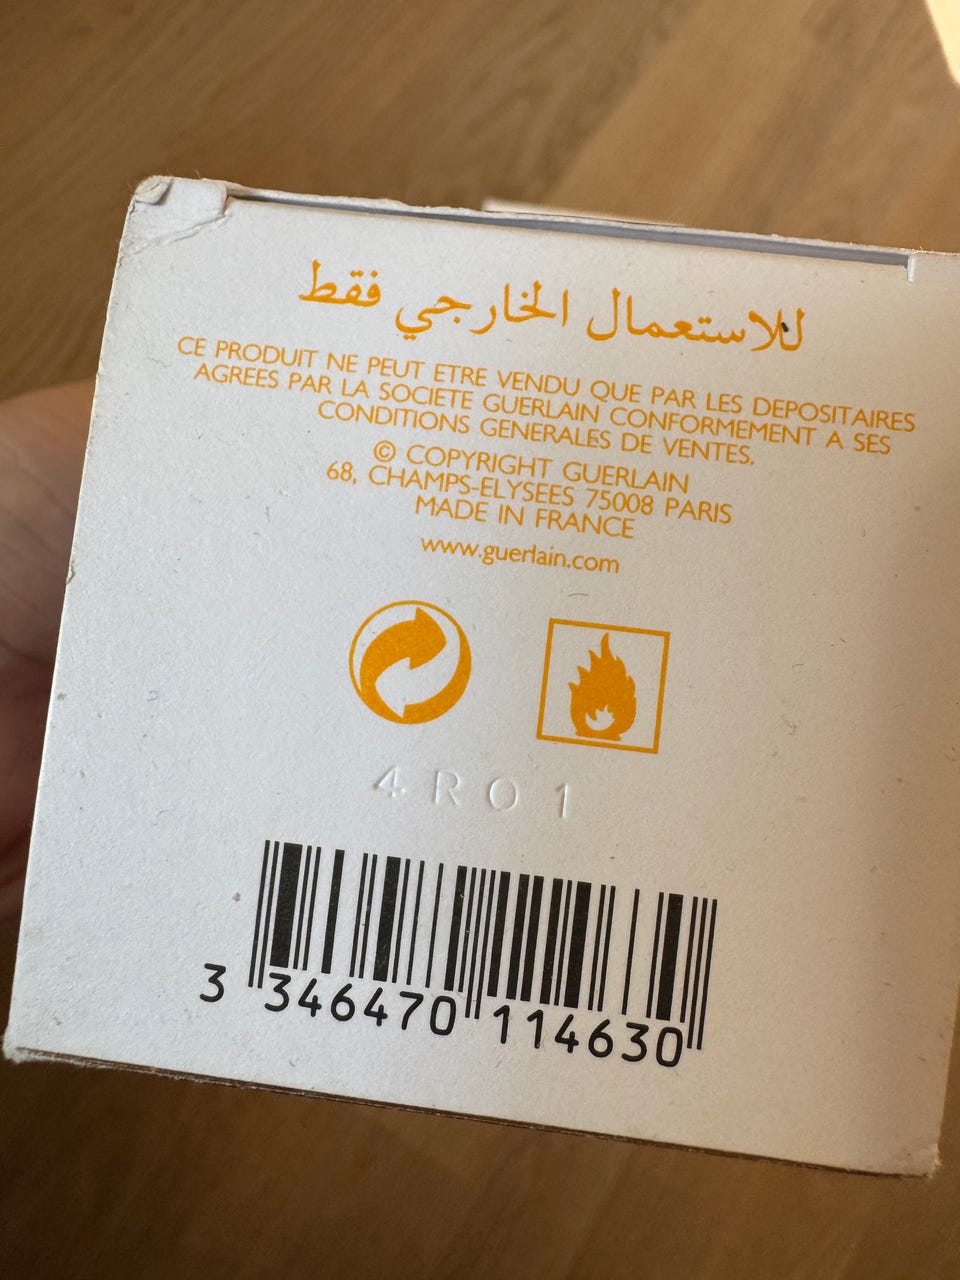 للاستعمال الخارجي فقط
CE PRODUIT NE PEUT ETRE VENDU QUE PAR LES DEPOSITAIRES
AGREES PAR LA SOCIETE GUERLAIN CONFORMEMENT A SES
CONDITIONS GENERALES DE VENTES.
© COPYRIGHT GUERLAIN
68, CHAMPS-ELYSEES 75008 PARIS
MADE IN FRANCE
www.guerlain.com
4R01
3 346470 114630